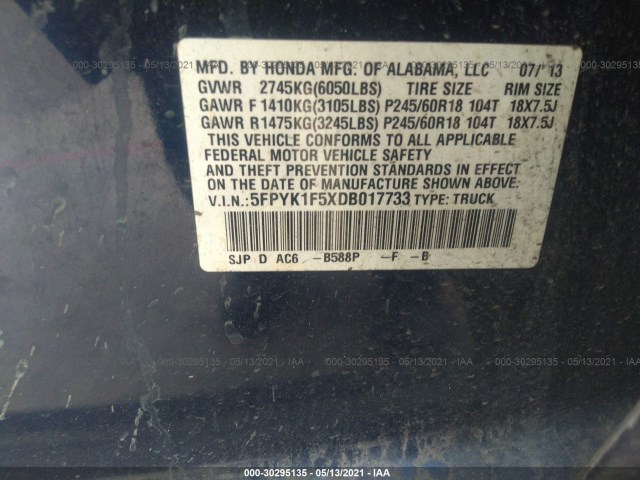 MFD. BY HONDA MFG. OF ALABAMA, LLC 07/ 13
GVWR 2745KG(6050LBS) TIRE SIZE RIM SIZE
GAWR F 1410KG(3105LBS) P245/60R18 104T 18X7.5J
GAWR R 1475KG(3245LBS) P245/60R18 104T 18X7.5J
THIS VEHICLE CONFORMS TO ALL APPLICABLE
FEDERAL MOTOR VEHICLE SAFETY
AND THEFT PREVENTION STANDARDS IN EFFECT
ON THE DATE OF MANUFACTURE SHOWN ABOVE.
V.I.N.:5FPYK1F5XDB017733 TYPE: TRUCK
SJP D AC6 -B588P -F -B
000-30295135 - 05/13/2021 - IAA